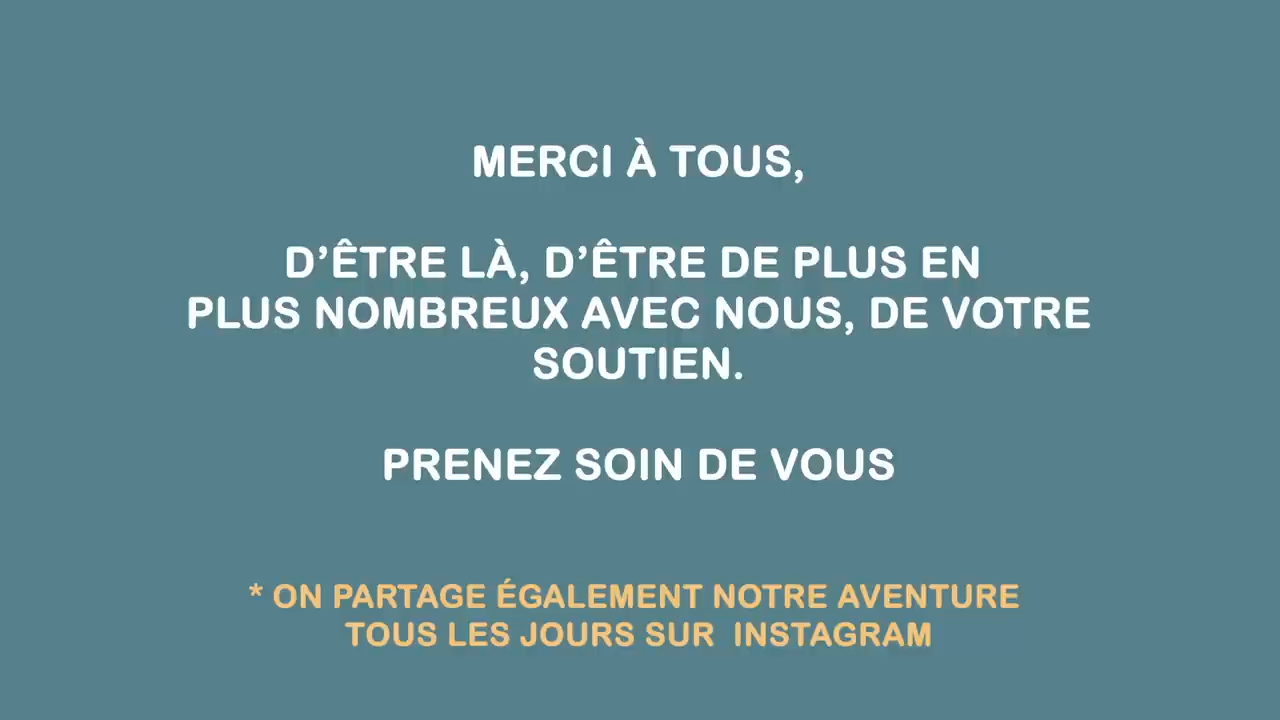 MERCI À TOUS,
D’ÊTRE LÀ, D’ÊTRE DE PLUS EN
PLUS NOMBREUX AVEC NOUS, DE VOTRE
SOUTIEN.
PRENEZ SOIN DE VOUS
* ON PARTAGE ÉGALEMENT NOTRE AVENTURE
TOUS LES JOURS SUR  INSTAGRAM